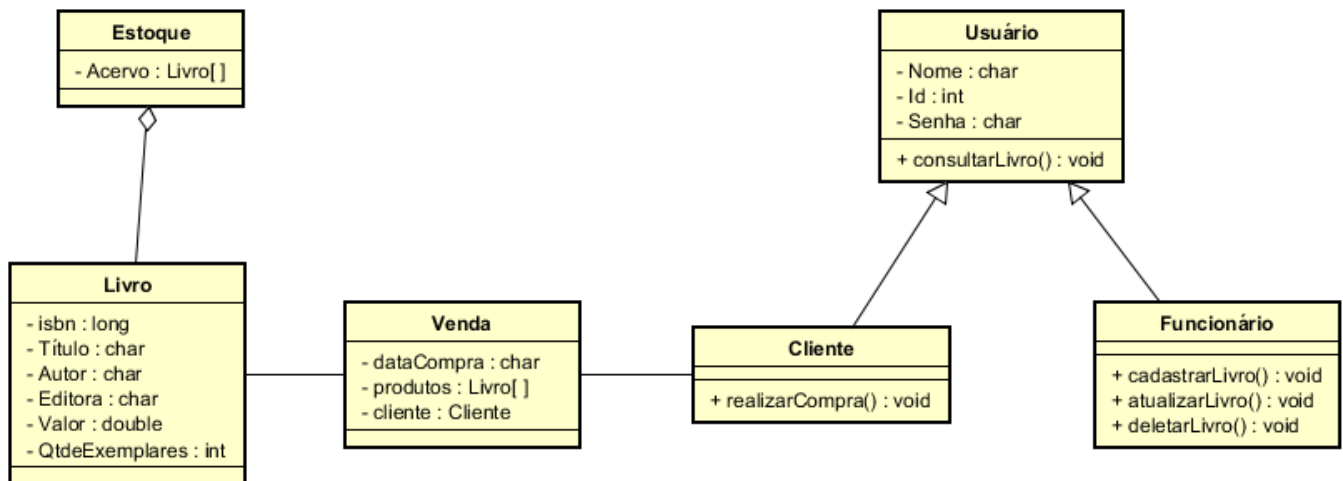 Estoque
- Acervo : Livro[ ]
Usuário
- Nome : char
- Id : int
- Senha : char
+ consultarLivro() : void
Livro
- isbn : long
- Título : char
- Autor : char
- Editora : char
- Valor : double
- QtdeExemplares : int
Venda
- dataCompra : char
- produtos : Livro[ ]
- cliente : Cliente
Cliente
+ realizarCompra() : void
Funcionário
+ cadastrarLivro() : void
+ atualizarLivro() : void
+ deletarLivro() : void